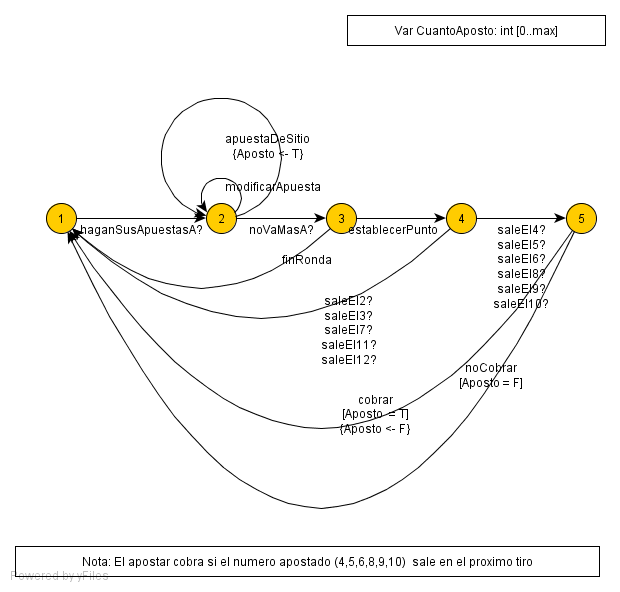 Var CuantoAposto: int [0..max]
apuestaDeSitio
{Aposto <- T}
modificarApuesta
1
2
3
4
5
haganSusApuestasA?
noVaMasA?
establecerPunto
saleEl4?
saleEl5?
saleEl6?
saleEl8?
saleEl9?
saleEl10?
finRonda
saleEl2?
saleEl3?
saleEl7?
saleEl11?
saleEl12?
noCobrar
[Aposto = F]
cobrar
[Aposto = T]
{Aposto <- F}
Nota: El apostar cobra si el numero apostado (4,5,6,8,9,10) sale en el proximo tiro
Powered by yFiles